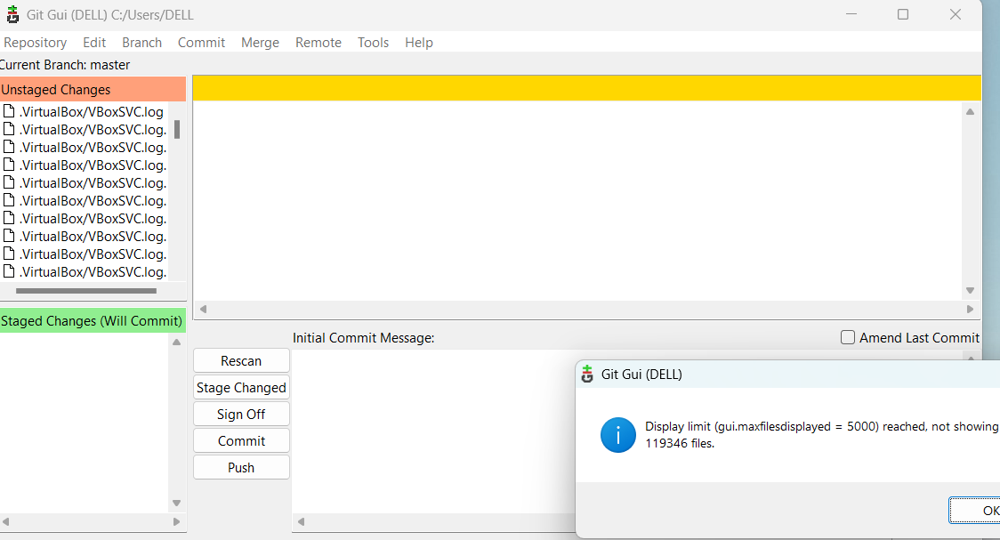 Git Gui (DELL) C:/Users/DELL
Repository Edit Branch Commit Merge Remote Tools Help
Current Branch: master
Unstaged Changes
.VirtualBox/VBoxSVC.log
.VirtualBox/VBoxSVC.log.
.VirtualBox/VBoxSVC.log.
.VirtualBox/VBoxSVC.log.
.VirtualBox/VBoxSVC.log.
.VirtualBox/VBoxSVC.log.
.VirtualBox/VBoxSVC.log.
.VirtualBox/VBoxSVC.log.
.VirtualBox/VBoxSVC.log.
.VirtualBox/VBoxSVC.log.
Staged Changes (Will Commit)
Initial Commit Message:
Amend Last Commit
Rescan
Stage Changed
Sign Off
Commit
Push
Git Gui (DELL)
Display limit (gui.maxfilesdisplayed = 5000) reached, not showing
119346 files.
OK